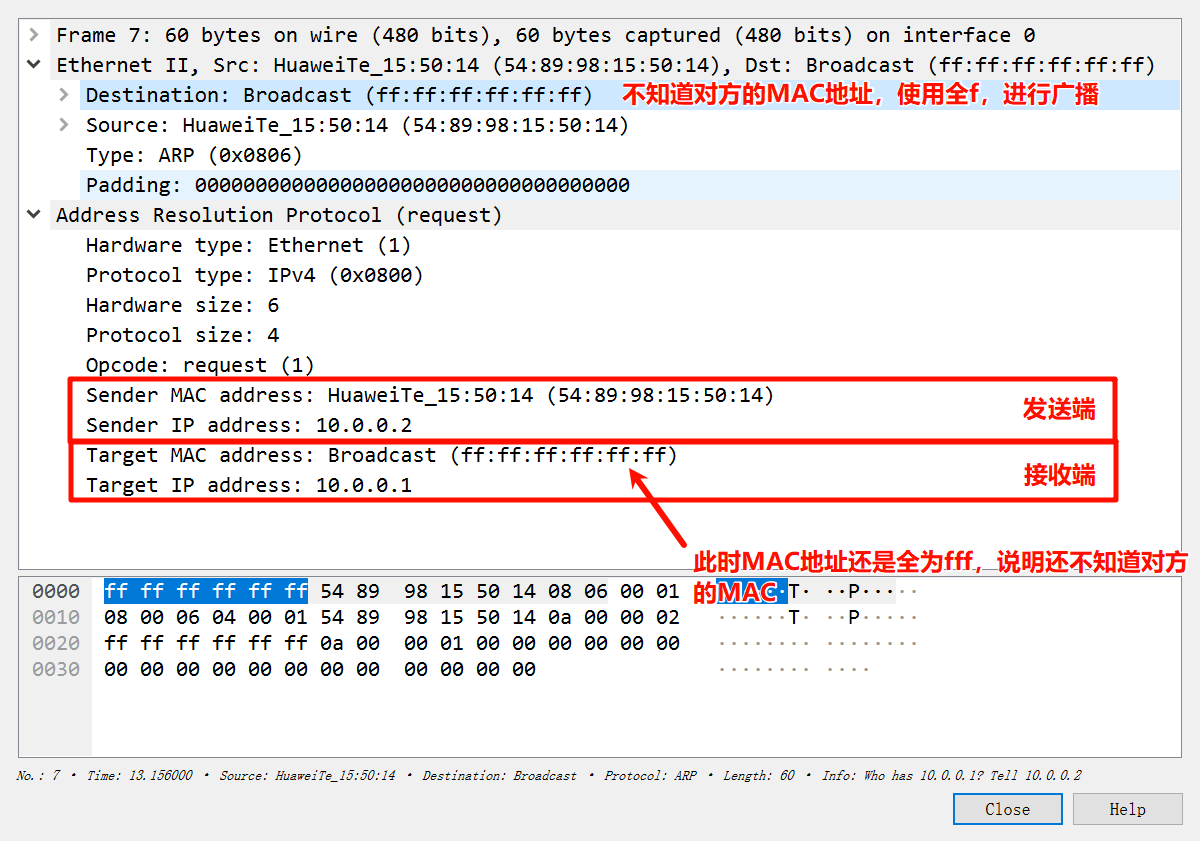 Frame 7: 60 bytes on wire (480 bits), 60 bytes captured (480 bits) on interface 0
Ethernet II, Src: HuaweiTe_15:50:14 (54:89:98:15:50:14), Dst: Broadcast (ff:ff:ff:ff:ff:ff)
Destination: Broadcast (ff:ff:ff:ff:ff:ff) 不知道对方的MAC地址，使用全f，进行广播
Source: HuaweiTe_15:50:14 (54:89:98:15:50:14)
Type: ARP (0x0806)
Padding: 000000000000000000000000000000000000
Address Resolution Protocol (request)
Hardware type: Ethernet (1)
Protocol type: IPv4 (0x0800)
Hardware size: 6
Protocol size: 4
Opcode: request (1)
Sender MAC address: HuaweiTe_15:50:14 (54:89:98:15:50:14)
Sender IP address: 10.0.0.2
发送端
Target MAC address: Broadcast (ff:ff:ff:ff:ff:ff)
Target IP address: 10.0.0.1
接收端
此时MAC地址还是全为fff，说明还不知道对方
的MAC
0000 ff ff ff ff ff ff 54 89 98 15 50 14 08 06 00 01 ·T· ··P·····
0010 08 00 06 04 00 01 54 89 98 15 50 14 0a 00 00 02 ······T· ··P·····
0020 ff ff ff ff ff ff 0a 00 00 01 00 00 00 00 00 00 ········ ········
0030 00 00 00 00 00 00 00 00 00 00 00 00 ········ ····
No.: 7 · Time: 13.156000 · Source: HuaweiTe_15:50:14 · Destination: Broadcast · Protocol: ARP · Length: 60 · Info: Who has 10.0.0.1? Tell 10.0.0.2
Close Help